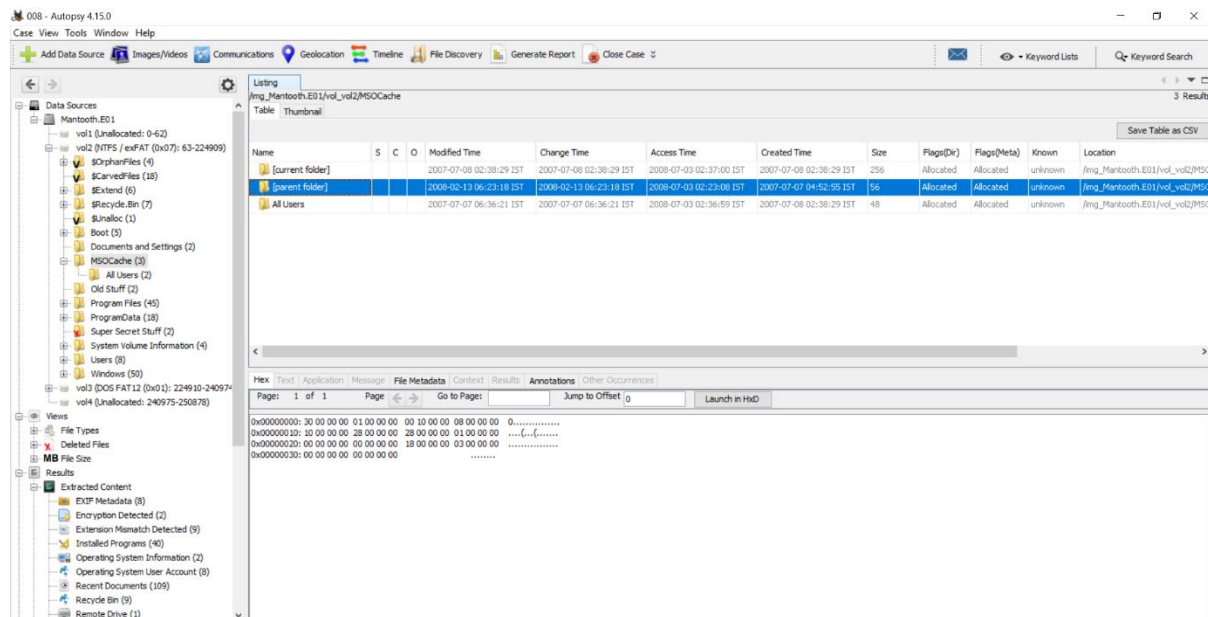 008 - Autopsy 4.15.0
Case View Tools Window Help
Add Data Source Images/Videos Communications Geolocation Timeline File Discovery Generate Report Close Case Keyword Lists Keyword Search
Data Sources
Mantooth.E01
vol1 (Unallocated: 0-62)
vol2 (NTFS / exFAT (0x07): 63-224909)
$OrphanFiles (4)
$CarvedFiles (18)
$Extend (6)
$Recycle.Bin (7)
$Unalloc (1)
Boot (5)
Documents and Settings (2)
MSOCache (3)
All Users (2)
Old Stuff (2)
Program Files (45)
ProgramData (18)
Super Secret Stuff (2)
System Volume Information (4)
Users (8)
Windows (50)
vol3 (DOS FAT12 (0x01): 224910-240974
vol4 (Unallocated: 240975-250878)
Views
File Types
Deleted Files
MB File Size
Results
Extracted Content
EXIF Metadata (8)
Encryption Detected (2)
Extension Mismatch Detected (9)
Installed Programs (40)
Operating System Information (2)
Operating System User Account (8)
Recent Documents (109)
Recycle Bin (9)
Remote Drive (1)
Listing
/img_Mantooth.E01/vol_vol2/MSOCache 3 Results
Table Thumbnail
Save Table as CSV
Name S C O Modified Time Change Time Access Time Created Time Size Flags(Dir) Flags(Meta) Known Location
[current folder] 2007-07-08 02:38:29 IST 2007-07-08 02:38:29 IST 2008-07-03 02:37:00 IST 2007-07-08 02:38:29 IST 256 Allocated Allocated unknown /img_Mantooth.E01/vol_vol2/MSO
[parent folder] 2008-02-13 06:23:18 IST 2008-02-13 06:23:18 IST 2008-07-03 02:23:08 IST 2007-07-07 04:52:55 IST 56 Allocated Allocated unknown /img_Mantooth.E01/vol_vol2/MSO
All Users 2007-07-07 06:36:21 IST 2007-07-07 06:36:21 IST 2008-07-03 02:36:59 IST 2007-07-08 02:38:29 IST 48 Allocated Allocated unknown /img_Mantooth.E01/vol_vol2/MSO
Hex Text Application Message File Metadata Context Results Annotations Other Occurrences
Page: 1 of 1 Page Go to Page: Jump to Offset 0 Launch in HxD
0x00000000: 30 00 00 00 01 00 00 00 00 10 00 00 08 00 00 00 0...............
0x00000010: 10 00 00 00 28 00 00 00 28 00 00 00 01 00 00 00 ....(...(.......
0x00000020: 00 00 00 00 00 00 00 00 18 00 00 00 03 00 00 00 ................
0x00000030: 00 00 00 00 00 00 00 00 ........